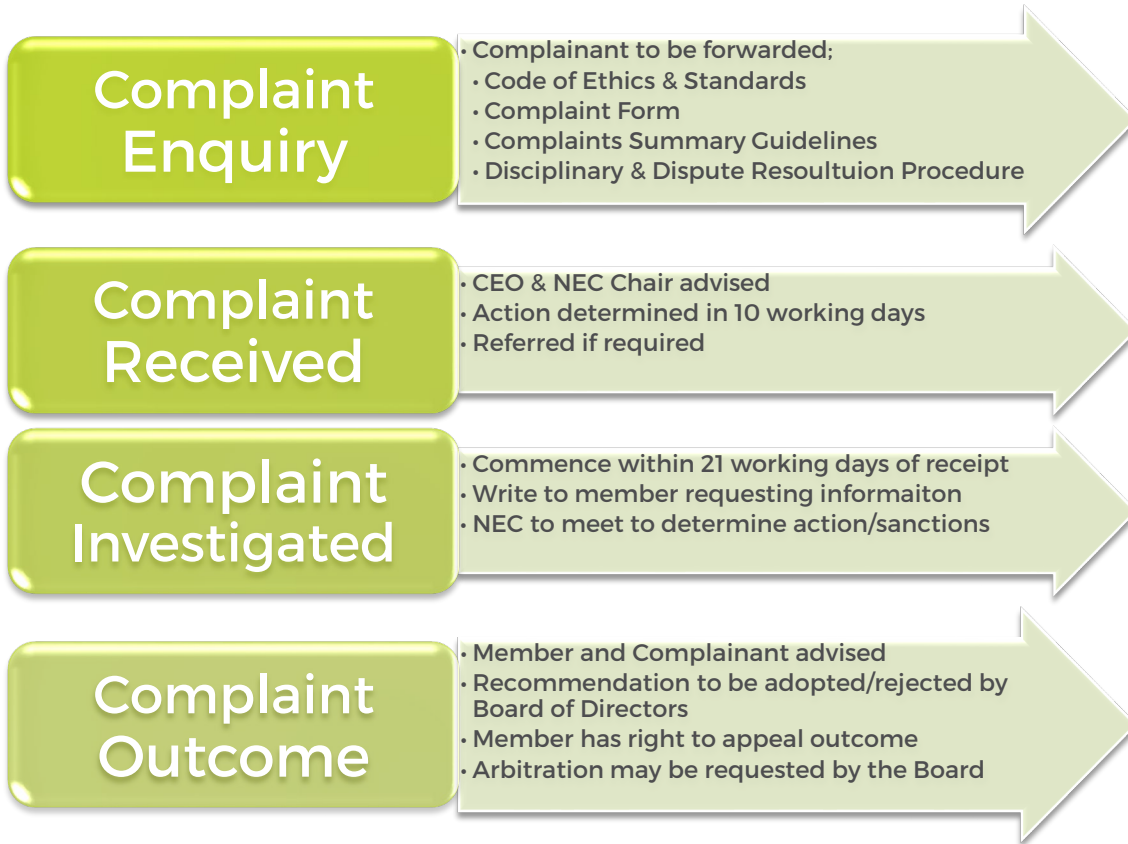 Complaint
Enquiry
• Complainant to be forwarded;
• Code of Ethics & Standards
• Complaint Form
• Complaints Summary Guidelines
• Disciplinary & Dispute Resoultuion Procedure
Complaint
Received
• CEO & NEC Chair advised
• Action determined in 10 working days
• Referred if required
Complaint
Investigated
• Commence within 21 working days of receipt
• Write to member requesting informaiton
• NEC to meet to determine action/sanctions
Complaint
Outcome
• Member and Complainant advised
• Recommendation to be adopted/rejected by
Board of Directors
• Member has right to appeal outcome
• Arbitration may be requested by the Board